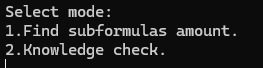 Select mode:
1.Find subformulas amount.
2.Knowledge check.